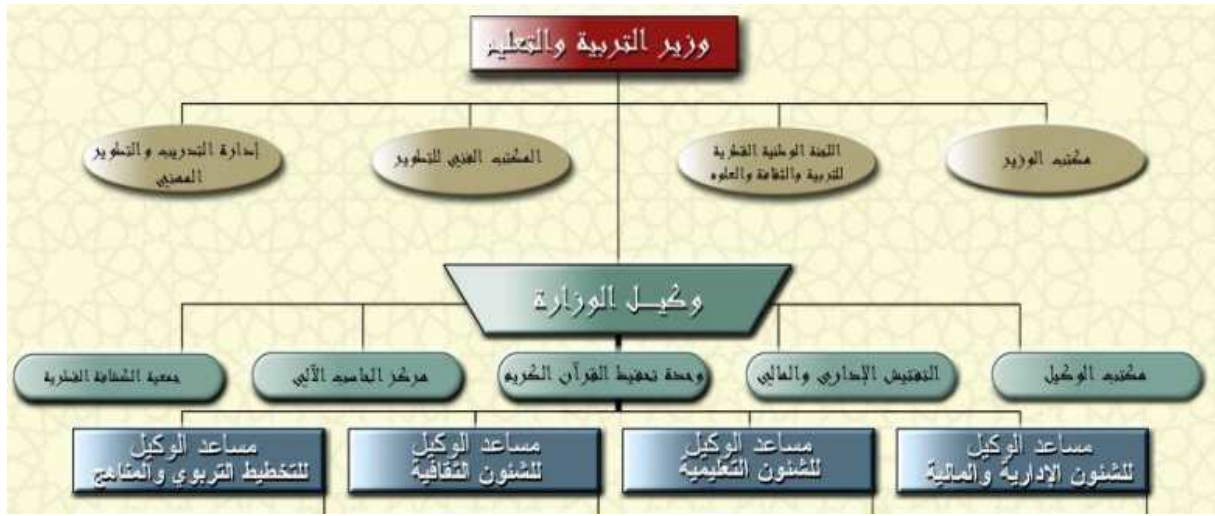 وزير التربية والتعليم
مكتب الوزير
اللجنة الوطنية القطرية
للتربية والثقافة والعلوم
المكتب الفني للتطوير
إدارة التدريب والتطوير
المهني
وكيل الوزارة
مكتب الوكيل
التفتيش الإداري والمالي
وحدة تحفيظ القرآن الكريم
مركز الحاسب الآلي
جمعية الكشافة القطرية
مساعد الوكيل
للشئون الإدارية والمالية
مساعد الوكيل
للشئون التعليمية
مساعد الوكيل
للشئون الثقافية
مساعد الوكيل
للتخطيط التربوي والمناهج